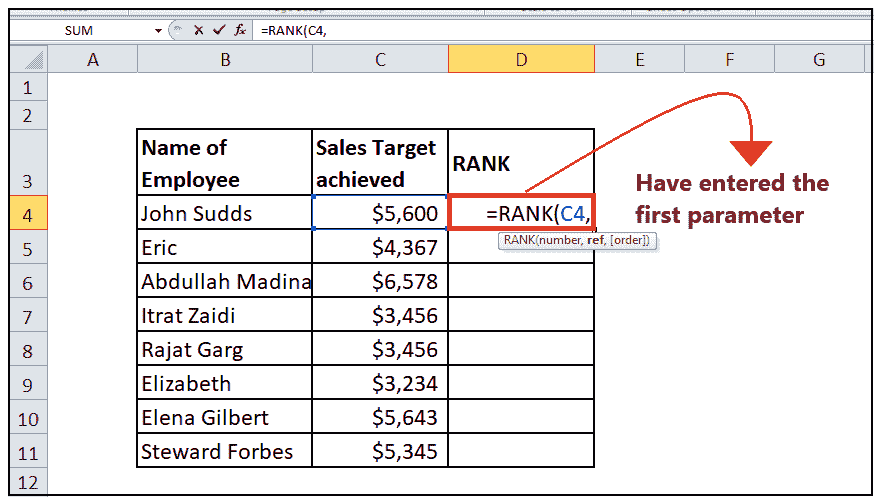 SUM fx =RANK(C4,
A B C D E F G
1
2
3 Name of Employee Sales Target achieved RANK
4 John Sudds $5,600 =RANK(C4,
RANK(number, ref, [order])
5 Eric $4,367
6 Abdullah Madina $6,578
7 Itrat Zaidi $3,456
8 Rajat Garg $3,456
9 Elizabeth $3,234
10 Elena Gilbert $5,643
11 Steward Forbes $5,345
12
Have entered the
first parameter